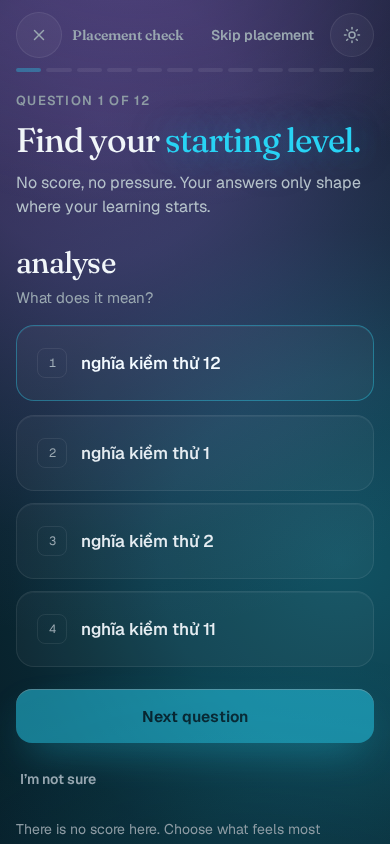 Placement check
Skip placement
QUESTION 1 OF 12
Find your starting level.
No score, no pressure. Your answers only shape
where your learning starts.
analyse
What does it mean?
1 nghĩa kiểm thử 12
2 nghĩa kiểm thử 1
3 nghĩa kiểm thử 2
4 nghĩa kiểm thử 11
Next question
I'm not sure
There is no score here. Choose what feels most